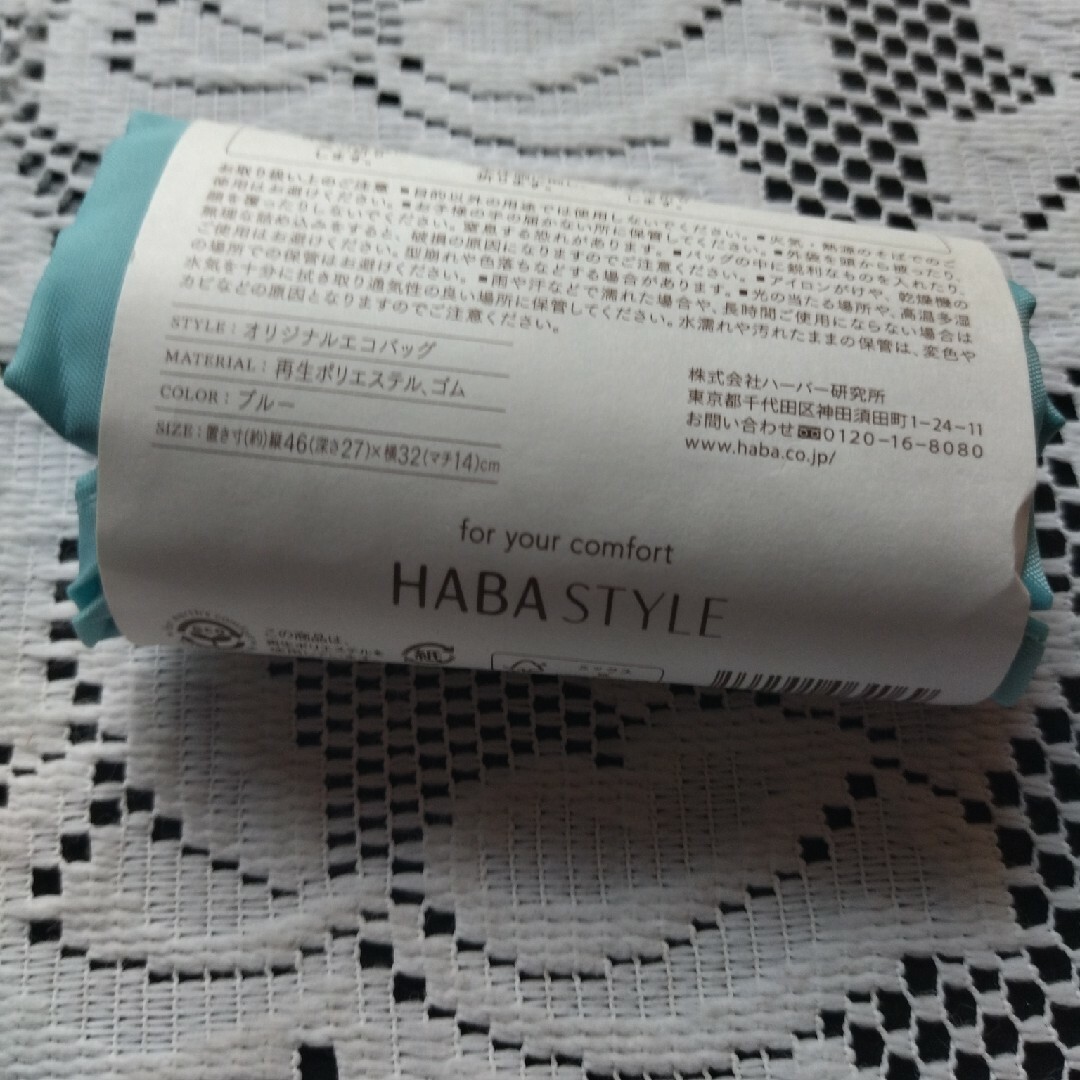 します。
します。
お取り扱い上のご注意 ■目的以外の用途では使用しないでください。■火気・熱源のそばでのご
使用はお避けください。■お子様の手の届かない所に保管してください。■外袋を頭から被ったり、
顔を覆ったりしないでください。窒息する恐れがあります。■バッグの中に鋭利なものを入れたり、
無理な詰め込みをすると、破損の原因になりますのでご注意ください。■アイロンがけや、乾燥機の
ご使用はお避けください。型崩れや色落ちなどする場合があります。■光の当たる場所や、高温多湿
の場所での保管はお避けください。■雨や汗などで濡れた場合や、長時間ご使用にならない場合は
水気を十分に拭き取り通気性の良い場所に保管してください。水濡れや汚れたままの保管は、変色や
カビなどの原因となりますのでご注意ください。
STYLE：オリジナルエコバッグ
MATERIAL：再生ポリエステル、ゴム
COLOR：ブルー
SIZE：置き寸(約)縦46(深さ27)×横32(マチ14)cm
株式会社ハーバー研究所
東京都千代田区神田須田町1-24-11
お問い合わせ 0120-16-8080
www.haba.co.jp/
for your comfort
HABA STYLE
この商品は、
再生ポリエステルを
紙